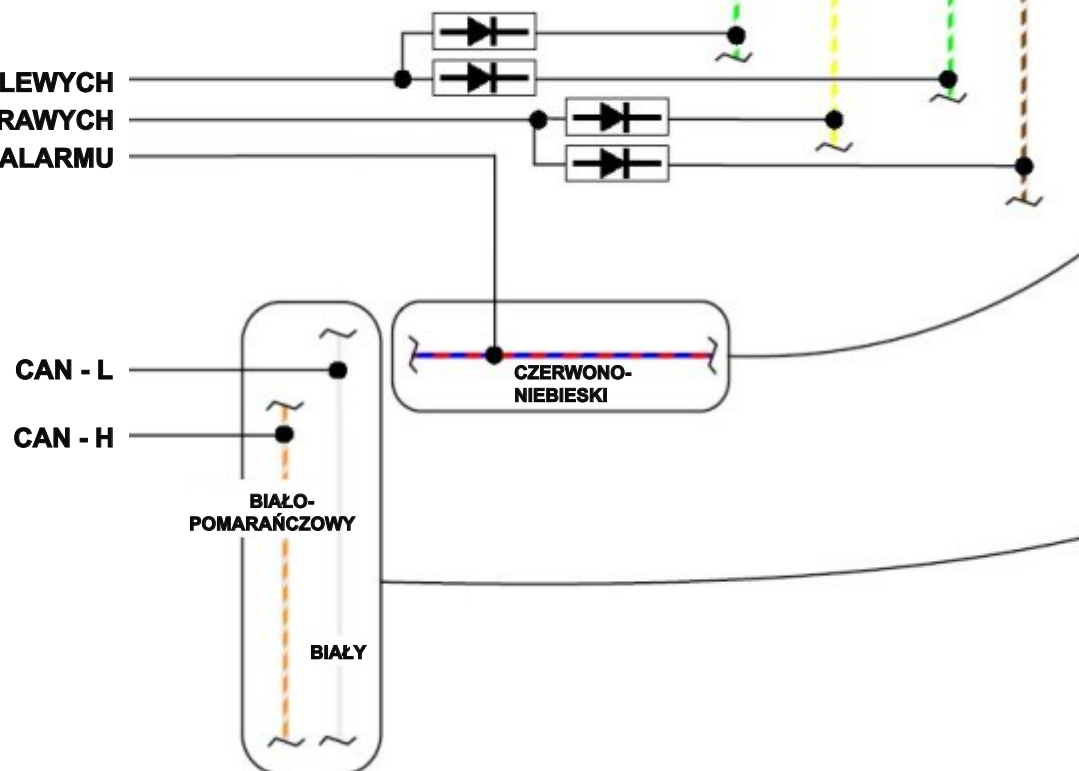 LEWYCH
RAWYCH
ALARMU
CZERWONO-
NIEBIESKI
CAN - L
CAN - H
BIAŁO-
POMARAŃCZOWY
BIAŁY